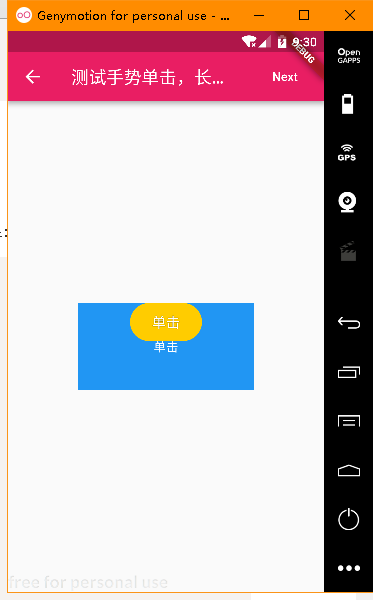 Genymotion for personal use - ...
9:30
DEBUG
测试手势单击，长...
Next
单击
单击
free for personal use
Open
GAPPS
GPS